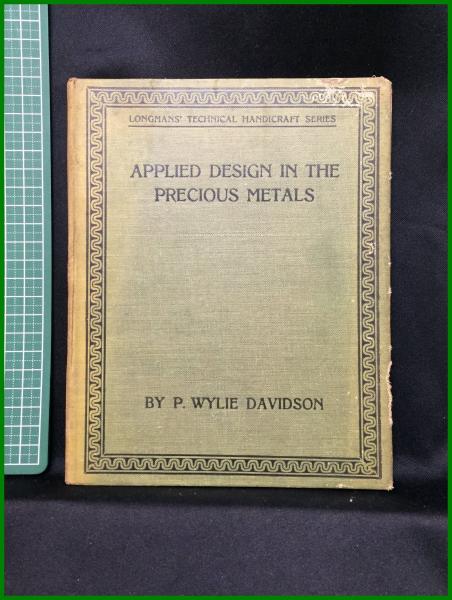 LONGMANS' TECHNICAL HANDICRAFT SERIES
APPLIED DESIGN IN THE
PRECIOUS METALS
BY P. WYLIE DAVIDSON